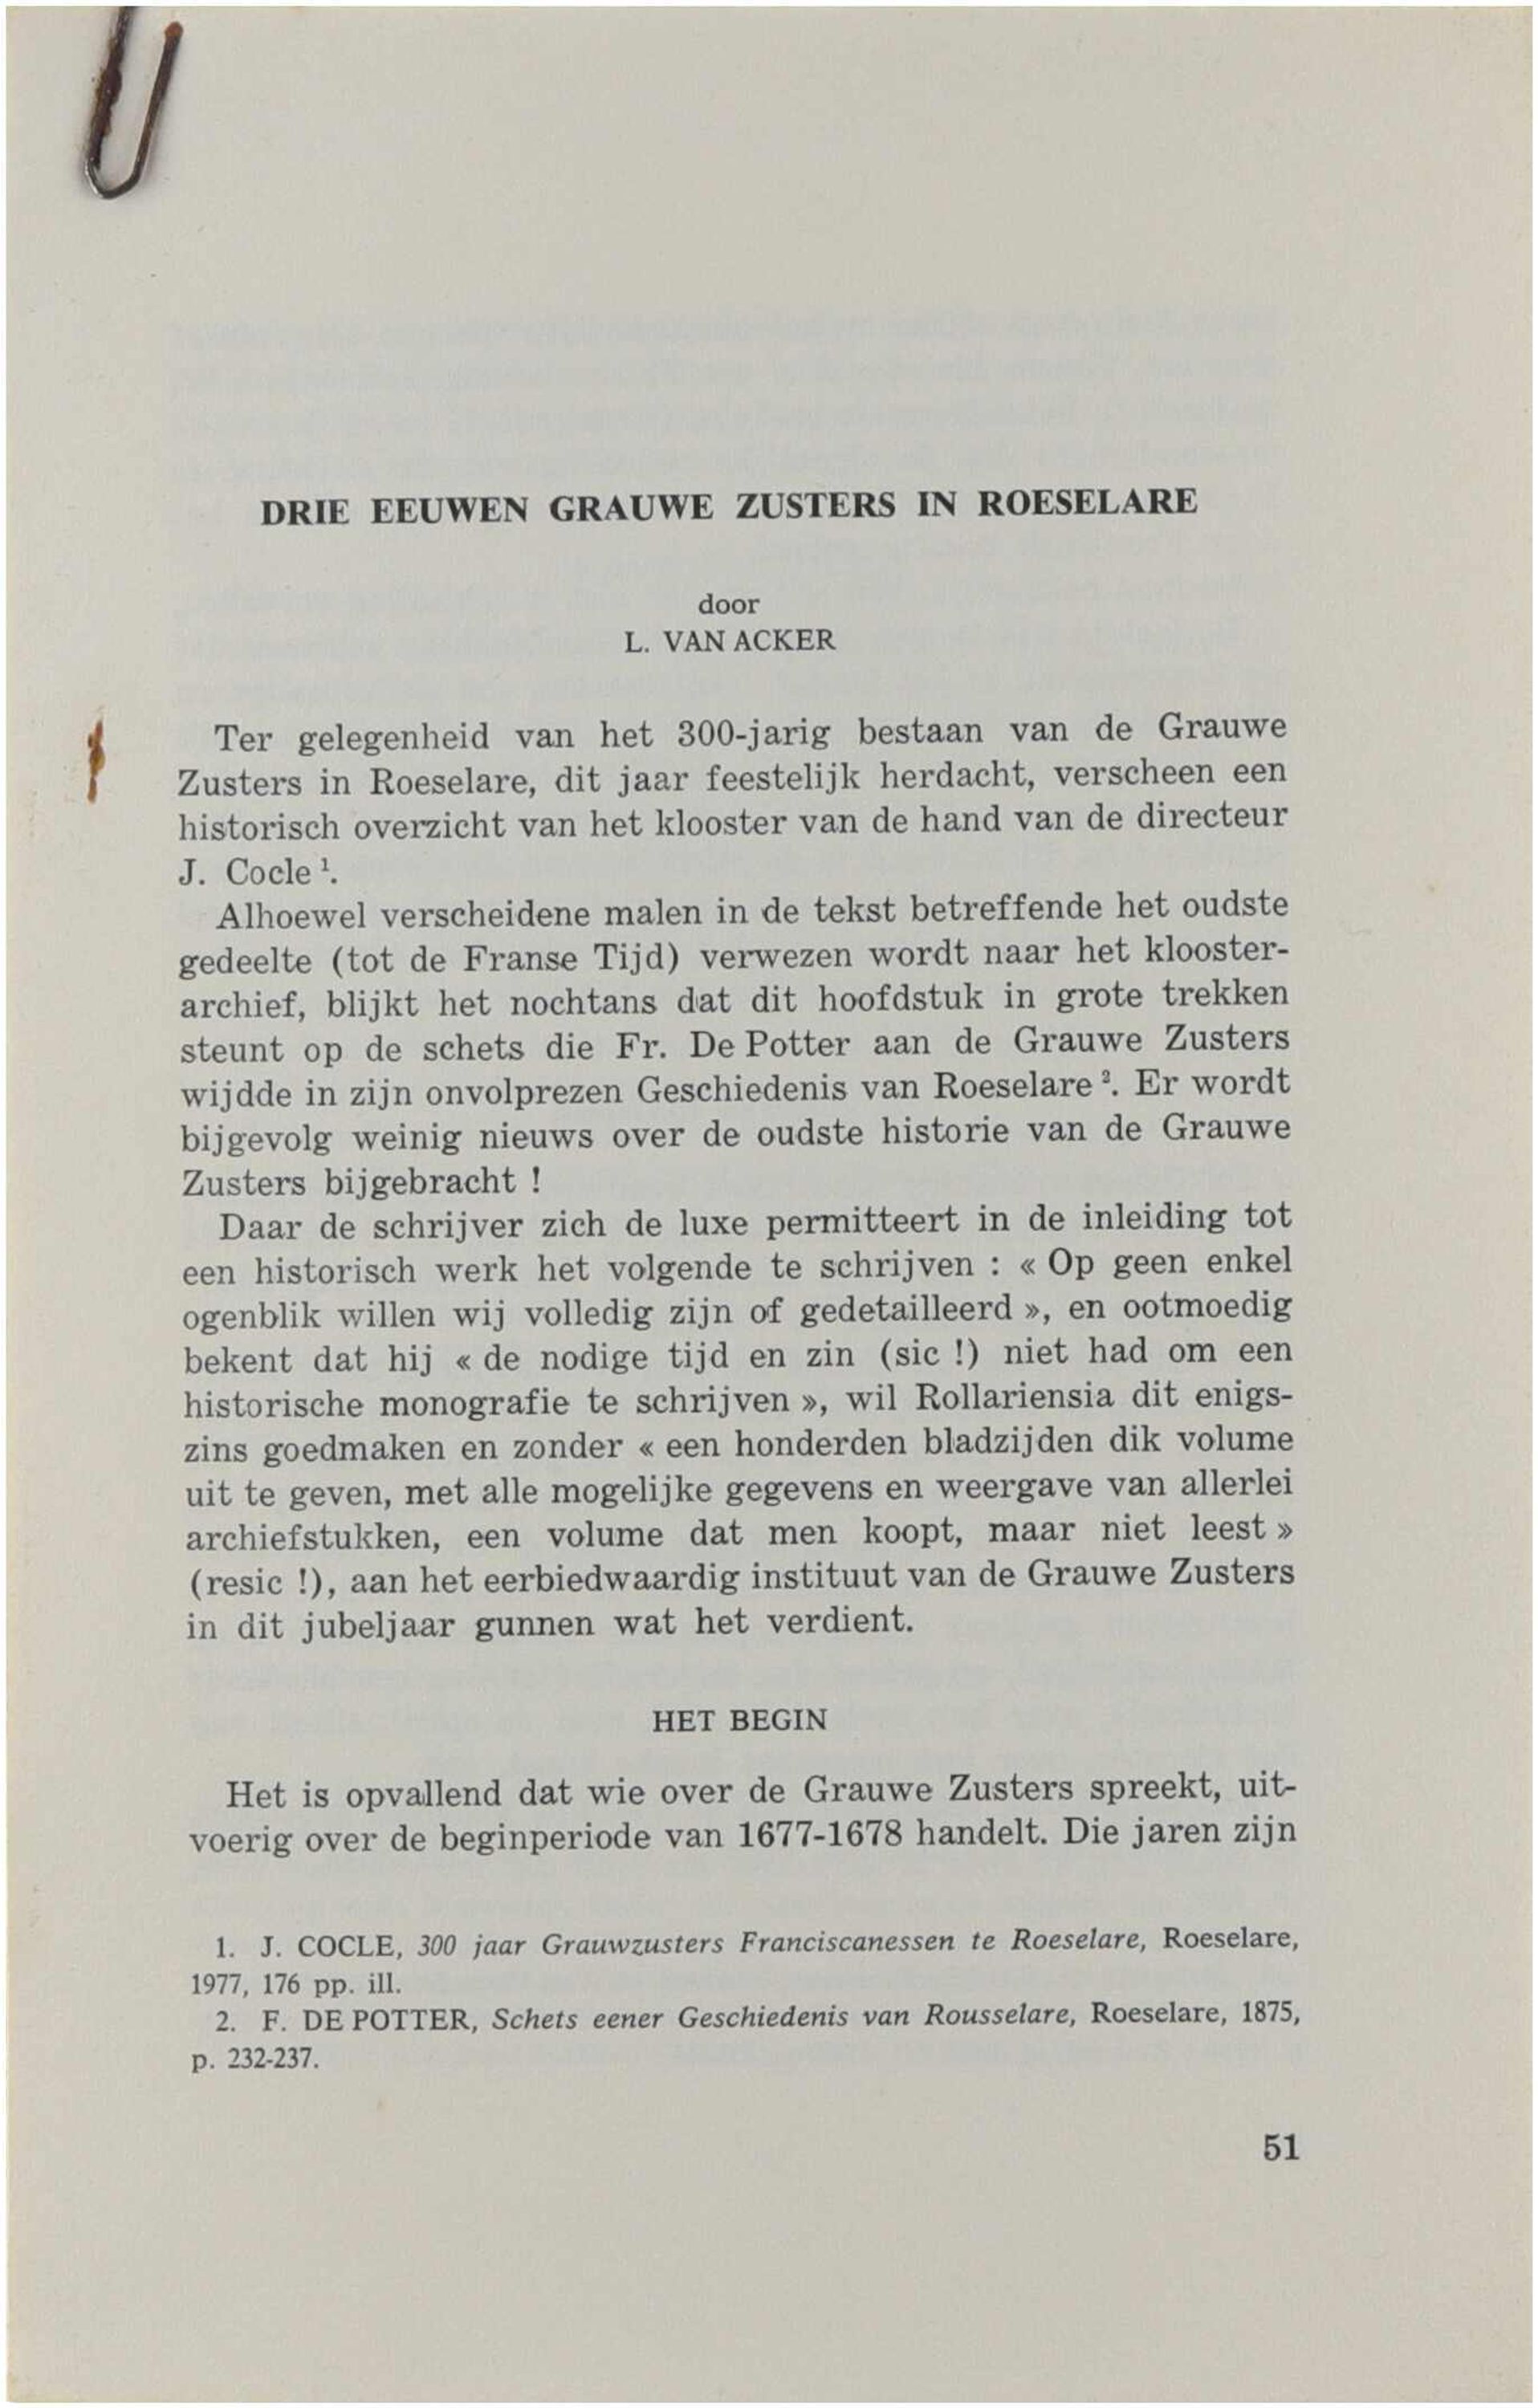 DRIE EEUWEN GRAUWE ZUSTERS IN ROESELARE
door
L. VAN ACKER
Ter gelegenheid van het 300-jarig bestaan van de Grauwe
Zusters in Roeselare, dit jaar feestelijk herdacht, verscheen een
historisch overzicht van het klooster van de hand van de directeur
J. Cocle ¹.
Alhoewel verscheidene malen in de tekst betreffende het oudste
gedeelte (tot de Franse Tijd) verwezen wordt naar het klooster-
archief, blijkt het nochtans dat dit hoofdstuk in grote trekken
steunt op de schets die Fr. De Potter aan de Grauwe Zusters
wijdde in zijn onvolprezen Geschiedenis van Roeselare ². Er wordt
bijgevolg weinig nieuws over de oudste historie van de Grauwe
Zusters bijgebracht !
Daar de schrijver zich de luxe permitteert in de inleiding tot
een historisch werk het volgende te schrijven : « Op geen enkel
ogenblik willen wij volledig zijn of gedetailleerd », en ootmoedig
bekent dat hij « de nodige tijd en zin (sic !) niet had om een
historische monografie te schrijven », wil Rollariensia dit enigs-
zins goedmaken en zonder « een honderden bladzijden dik volume
uit te geven, met alle mogelijke gegevens en weergave van allerlei
archiefstukken, een volume dat men koopt, maar niet leest »
(resic !), aan het eerbiedwaardig instituut van de Grauwe Zusters
in dit jubeljaar gunnen wat het verdient.
HET BEGIN
Het is opvallend dat wie over de Grauwe Zusters spreekt, uit-
voerig over de beginperiode van 1677-1678 handelt. Die jaren zijn
1. J. COCLE, 300 jaar Grauwzusters Franciscanessen te Roeselare, Roeselare,
1977, 176 pp. ill.
2. F. DE POTTER, Schets eener Geschiedenis van Rousselare, Roeselare, 1875,
p. 232-237.
51